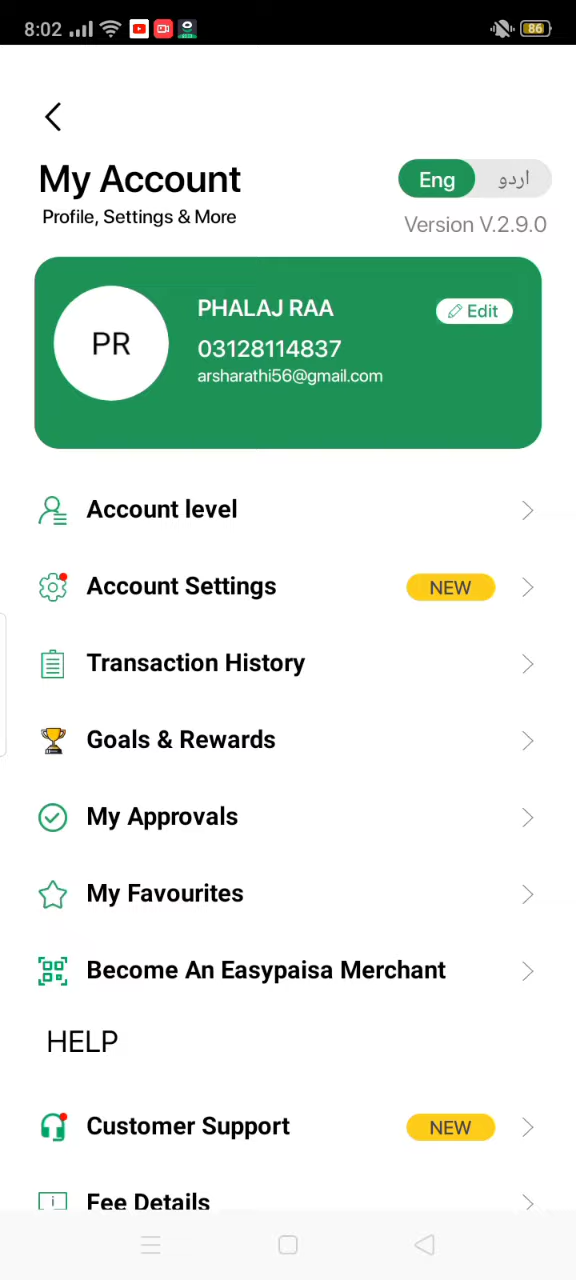 8:02
86
My Account
Eng
اردو
Profile, Settings & More
Version V.2.9.0
PR
PHALAJ RAA
Edit
03128114837
arsharathi56@gmail.com
Account level
Account Settings
NEW
Transaction History
Goals & Rewards
My Approvals
My Favourites
Become An Easypaisa Merchant
HELP
Customer Support
NEW
Fee Details